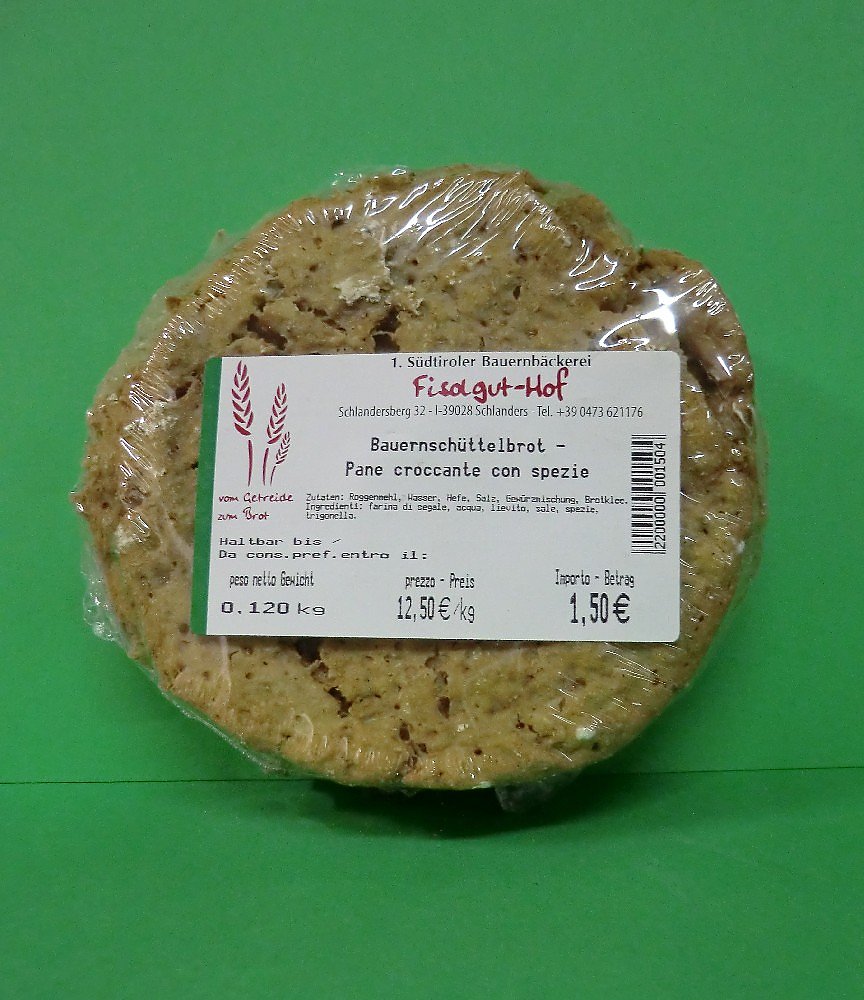 1. Südtiroler Bauernbäckerei
Fisolgut-Hof
Schlandersberg 32 - I-39028 Schlanders - Tel. +39 0473 621176
Bauernschüttelbrot -
Pane croccante con spezie
vom Getreide
zum Brot
Zutaten: Roggenmehl, Wasser, Hefe, Salz, Gewürzmischung, Brotklee.
Ingredienti: farina di segale, acqua, lievito, sale, spezie,
trigonella.
Haltbar bis /
Da cons.pref.entro il:
peso netto Gewicht
prezzo - Preis
Importo - Betrag
0,120 kg
12,50 €/kg
1,50 €
2200000 001504